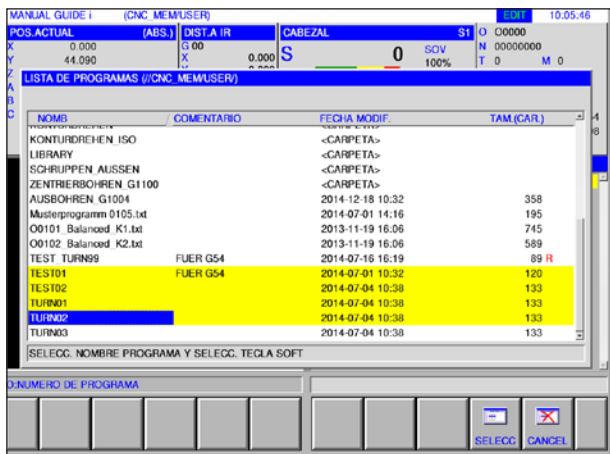 MANUAL GUIDE i (CNC_MEM/USER) EDIT 10:05:46
POS.ACTUAL (ABS.) DIST.A IR CABEZAL S1 O O0000
X 0.000 G 00 S 0 SOV 100% N 00000000
Y 44.090 X 0.000 T 0 M 0
Z
A
B
C
LISTA DE PROGRAMAS (//CNC_MEM/USER/)
NOMB COMENTARIO FECHA MODIF. TAM.(CAR.)
KONTURDREHEN <CARPETA>
KONTURDREHEN_ISO <CARPETA>
LIBRARY <CARPETA>
SCHRUPPEN_AUSSEN <CARPETA>
ZENTRIERBOHREN_G1100 <CARPETA>
AUSBOHREN_G1004 2014-12-18 10:32 358
Musterprogramm 0105.txt 2014-07-01 14:16 195
O0101_Balanced_K1.txt 2013-11-19 16:06 745
O0102_Balanced_K2.txt 2013-11-19 16:06 589
TEST_TURN99 FUER G54 2014-07-16 16:19 89 R
TEST01 FUER G54 2014-07-01 10:32 120
TEST02 2014-07-04 10:38 133
TURN01 2014-07-04 10:38 133
TURN02 2014-07-04 10:38 133
TURN03 2014-07-04 10:38 133
SELECC. NOMBRE PROGRAMA Y SELECC. TECLA SOFT
O:NUMERO DE PROGRAMA
SELECC CANCEL